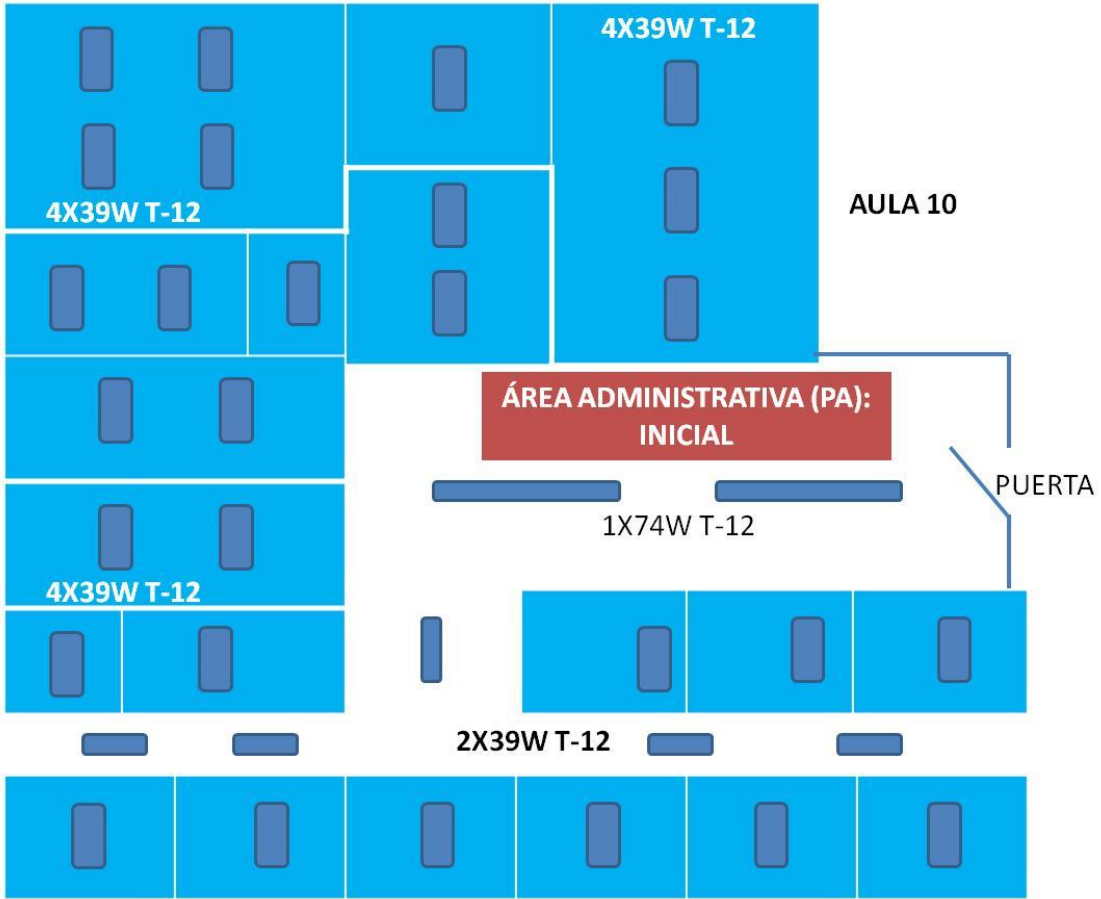 4X39W T-12
AULA 10
4X39W T-12
ÁREA ADMINISTRATIVA (PA):
INICIAL
PUERTA
1X74W T-12
4X39W T-12
2X39W T-12